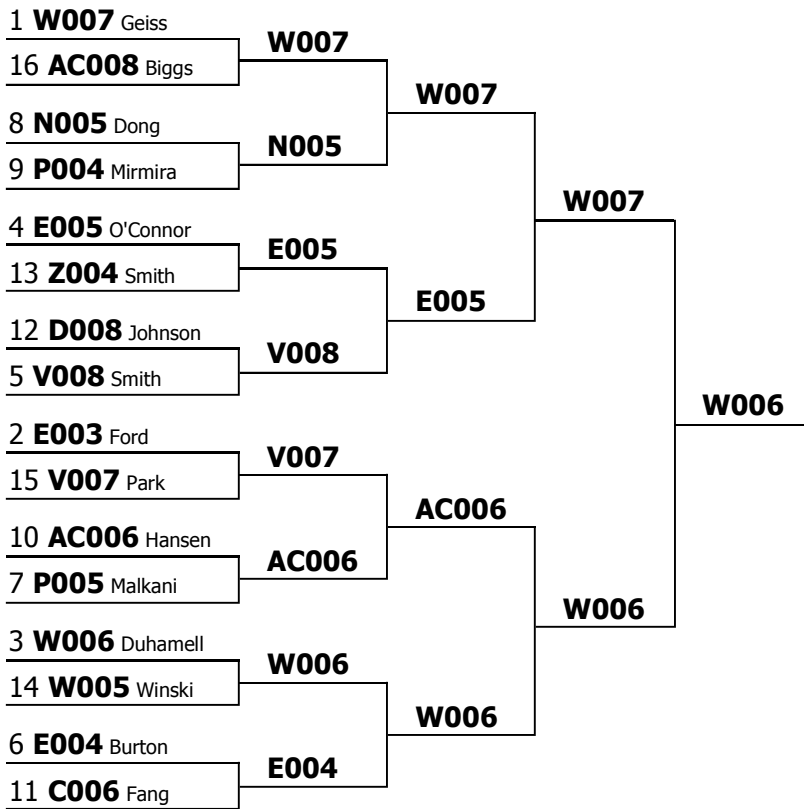 1 W007 Geiss
16 AC008 Biggs
8 N005 Dong
9 P004 Mirmira
4 E005 O'Connor
13 Z004 Smith
12 D008 Johnson
5 V008 Smith
2 E003 Ford
15 V007 Park
10 AC006 Hansen
7 P005 Malkani
3 W006 Duhamell
14 W005 Winski
6 E004 Burton
11 C006 Fang
W007
N005
E005
V008
V007
AC006
W006
E004
W007
E005
AC006
W006
W007
W006
W006